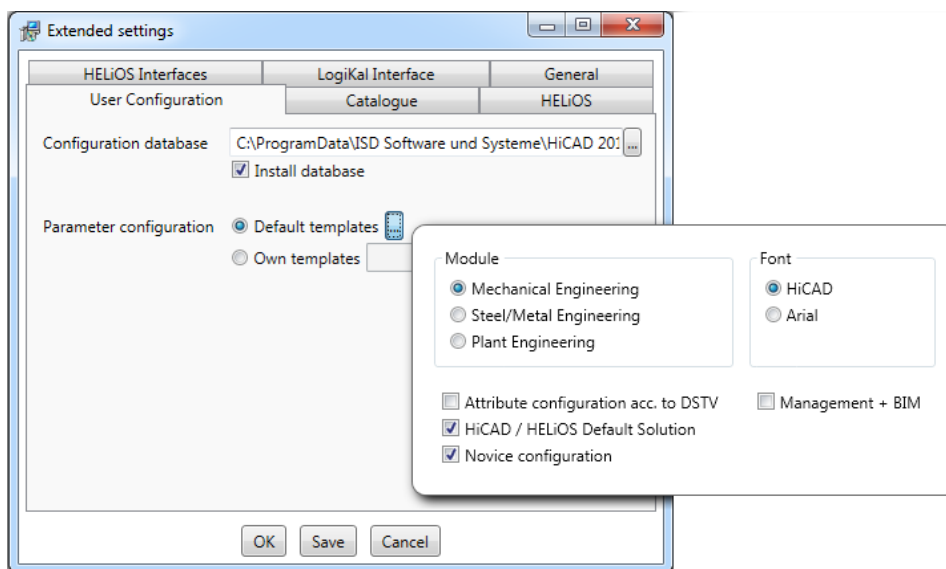 Extended settings
HELiOS Interfaces LogiKal Interface General
User Configuration Catalogue HELiOS
Configuration database C:\ProgramData\ISD Software und Systeme\HiCAD 201 ...
Install database
Parameter configuration Default templates ...
Own templates
Module Font
Mechanical Engineering HiCAD
Steel/Metal Engineering Arial
Plant Engineering
Attribute configuration acc. to DSTV Management + BIM
HiCAD / HELiOS Default Solution
Novice configuration
OK Save Cancel